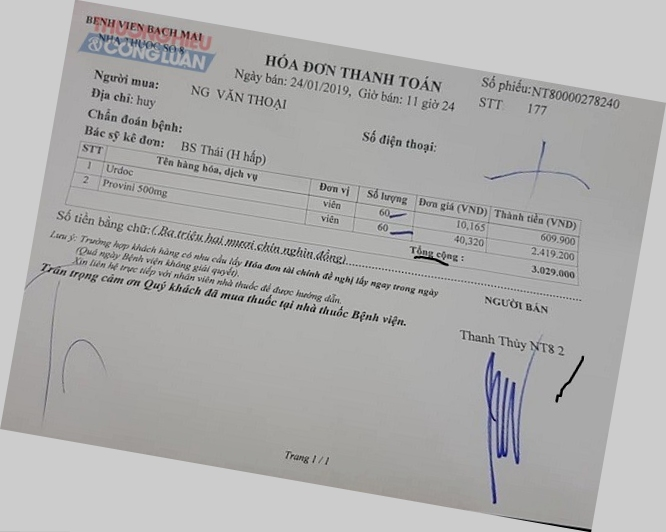 BỆNH VIỆN BẠCH MAI
NHÀ THUỐC SỐ 8
THƯƠNG HIỆU
& CÔNG LUẬN
HÓA ĐƠN THANH TOÁN
Ngày bán: 24/01/2019, Giờ bán: 11 giờ 24
Số phiếu: NT80000278240
STT: 177
Người mua: NG VĂN THOẠI
Địa chỉ: huy
Số điện thoại:
Chẩn đoán bệnh:
Bác sỹ kê đơn: BS Thái (H hấp)
STT Tên hàng hóa, dịch vụ Đơn vị Số lượng Đơn giá (VND) Thành tiền (VND)
1 Urdoc viên 60 10,165 609.900
2 Provini 500mg viên 60 40,320 2.419.200
Tổng cộng : 3.029.000
Số tiền bằng chữ: (.Ba.triệu.hai.mươi.chín.nghìn.đồng)
Lưu ý: Trường hợp khách hàng có nhu cầu lấy Hóa đơn tài chính đề nghị lấy ngay trong ngày
(Quá ngày Bệnh viện không giải quyết).
Xin liên hệ trực tiếp với nhân viên nhà thuốc để được hướng dẫn.
Trân trọng cảm ơn Quý khách đã mua thuốc tại nhà thuốc Bệnh viện.
NGƯỜI BÁN
Thanh Thủy NT8 2
Trang 1 / 1